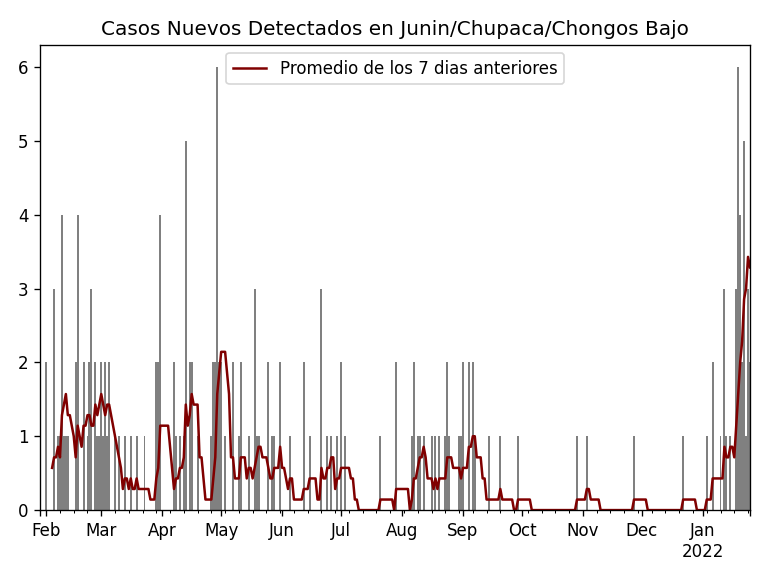 Casos Nuevos Detectados en Junin/Chupaca/Chongos Bajo
Promedio de los 7 dias anteriores
6
5
4
3
2
1
0
Feb Mar Apr May Jun Jul Aug Sep Oct Nov Dec Jan
2022